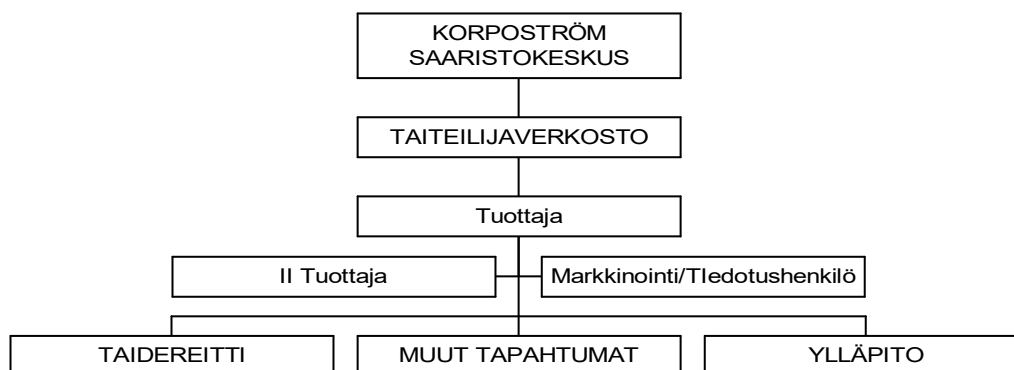 KORPOSTRÖM
SAARISTOKESKUS
TAITEILIJAVERKOSTO
Tuottaja
II Tuottaja
Markkinointi/TIedotushenkilö
TAIDEREITTI
MUUT TAPAHTUMAT
YLLÄPITO